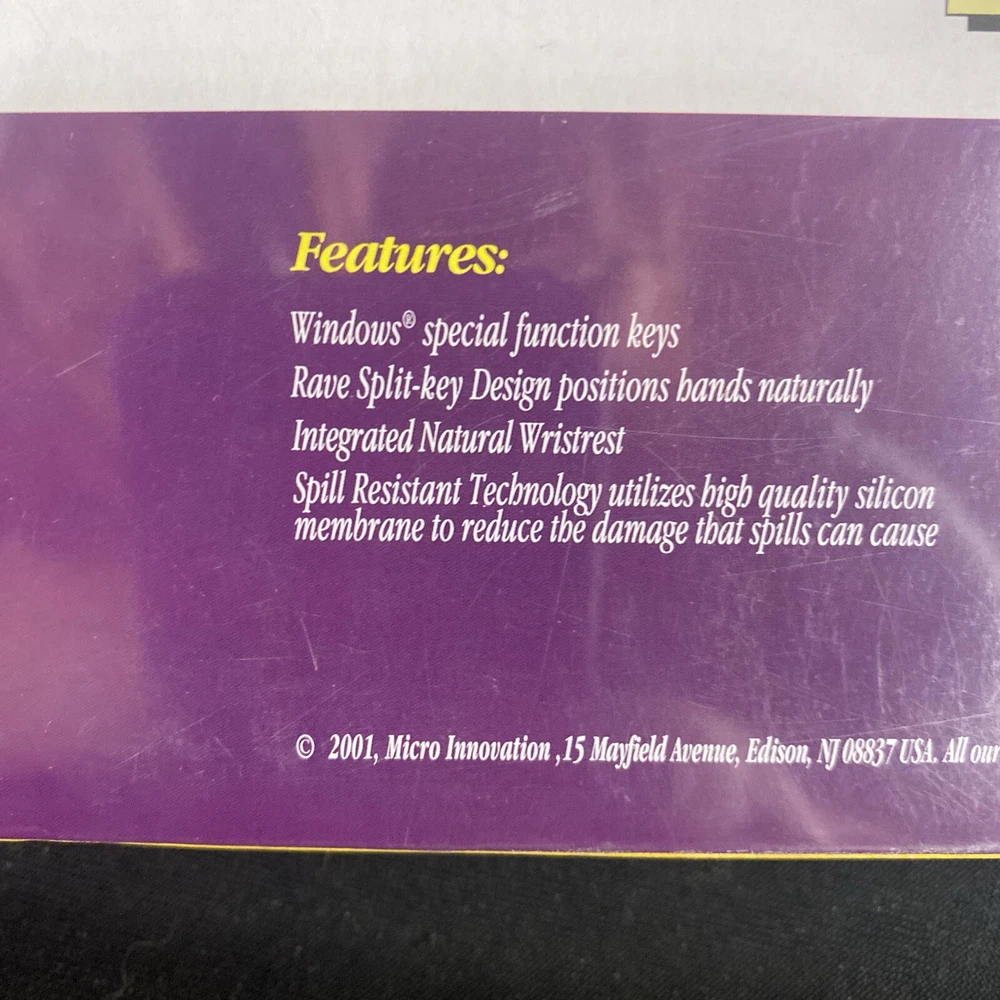 Features:
Windows® special function keys
Rave Split-key Design positions hands naturally
Integrated Natural Wristrest
Spill Resistant Technology utilizes high quality silicon
membrane to reduce the damage that spills can cause
© 2001, Micro Innovation ,15 Mayfield Avenue, Edison, NJ 08837 USA. All our